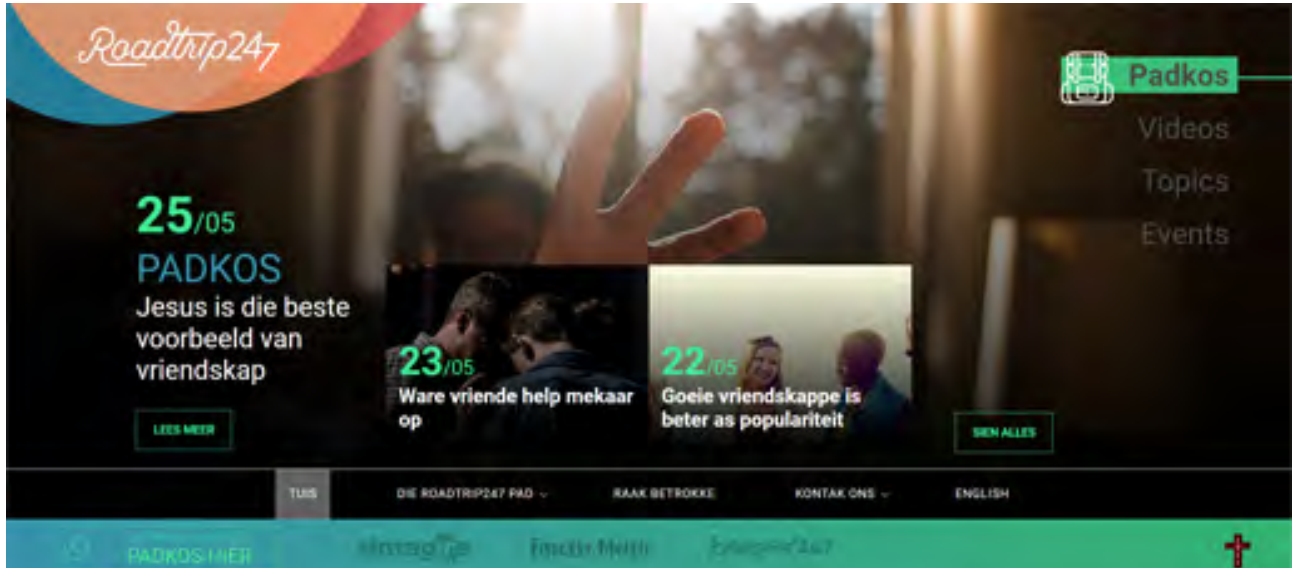 Roadtrip247
Padkos
Videos
Topics
Events
25/05
PADKOS
Jesus is die beste
voorbeeld van
vriendskap
LEES MEER
23/05
Ware vriende help mekaar
op
22/05
Goeie vriendskappe is
beter as populariteit
SIEN ALLES
TUIS DIE ROADTRIP247 PAD RAAK BETROKKE KONTAK ONS ENGLISH
PADKOS HIER